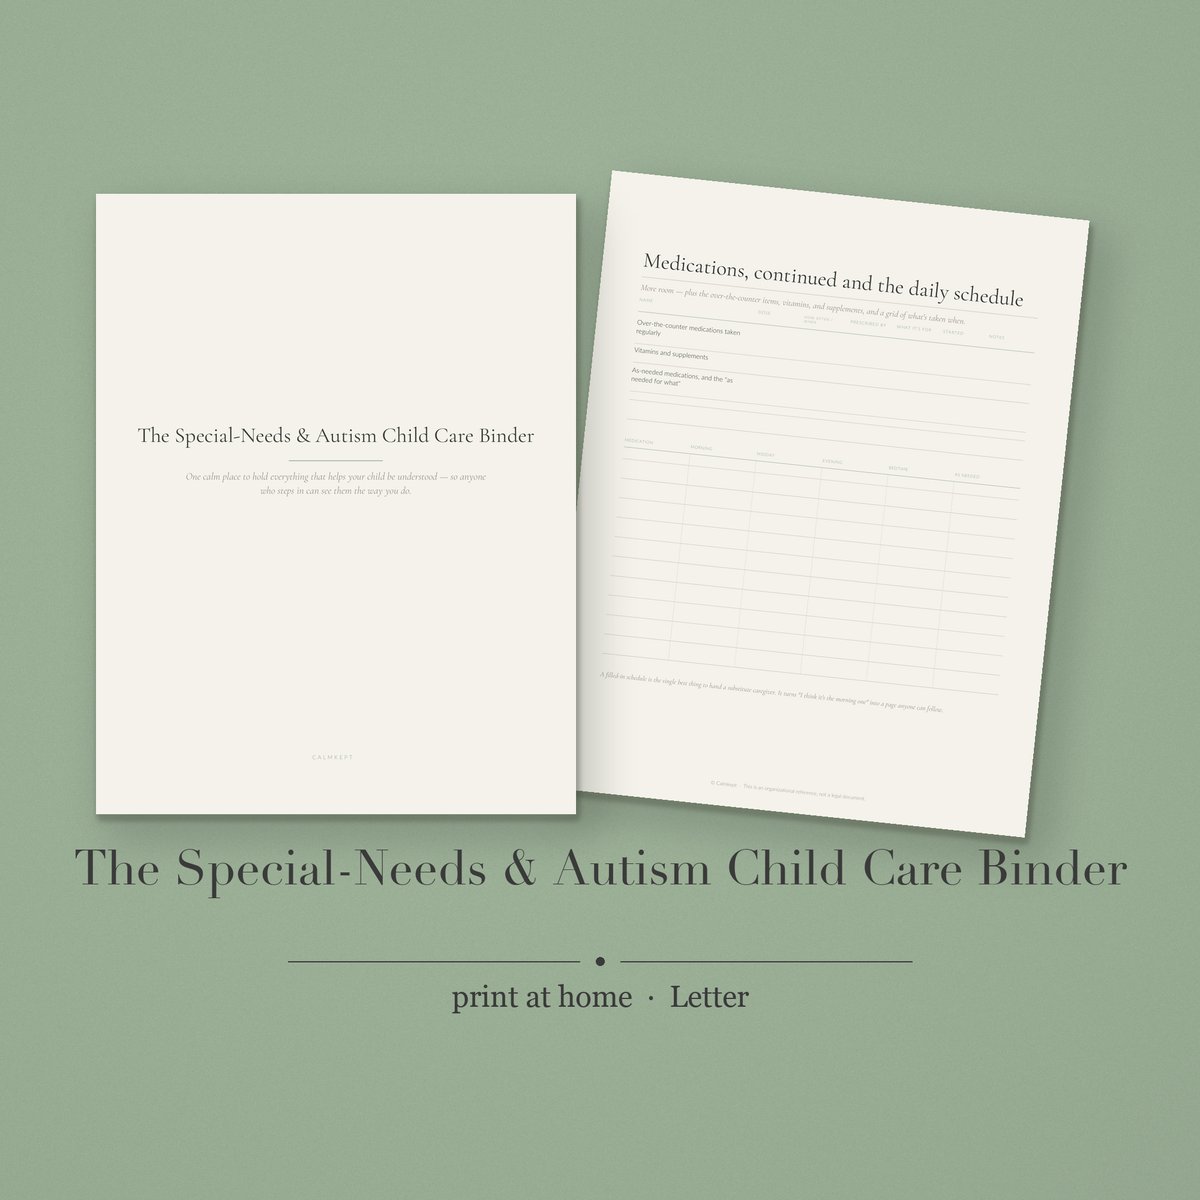 The Special-Needs & Autism Child Care Binder
One calm place to hold everything that helps your child be understood — so anyone
who steps in can see them the way you do.
CALMKEPT
Medications, continued and the daily schedule
More room — plus the over-the-counter items, vitamins, and supplements, and a grid of what's taken when.
NAME
DOSE
HOW OFTEN /
WHEN
PRESCRIBED BY
WHAT IT'S FOR
STARTED
NOTES
Over-the-counter medications taken
regularly
Vitamins and supplements
As-needed medications, and the "as
needed for what"
MEDICATION
MORNING
MIDDAY
EVENING
BEDTIME
AS NEEDED
A filled-in schedule is the single best thing to hand a substitute caregiver. It turns "I think it's the morning one" into a page anyone can follow.
© Calmkept · This is an organizational reference, not a legal document.
The Special-Needs & Autism Child Care Binder
print at home · Letter